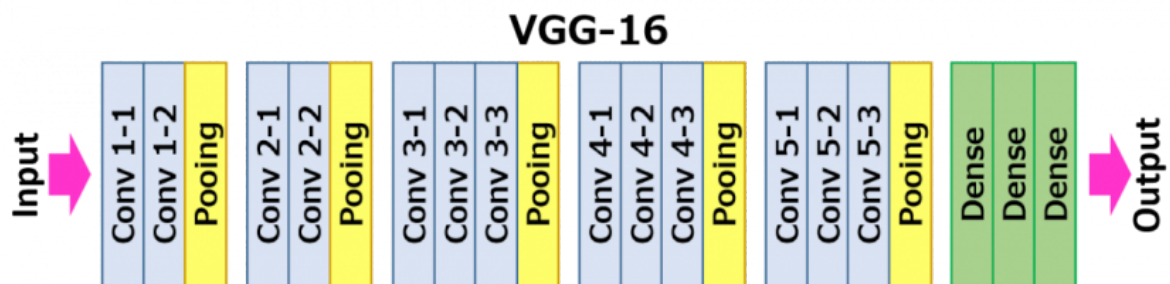 VGG-16
Input
Conv 1-1
Conv 1-2
Pooing
Conv 2-1
Conv 2-2
Pooing
Conv 3-1
Conv 3-2
Conv 3-3
Pooing
Conv 4-1
Conv 4-2
Conv 4-3
Pooing
Conv 5-1
Conv 5-2
Conv 5-3
Pooing
Dense
Dense
Dense
Output